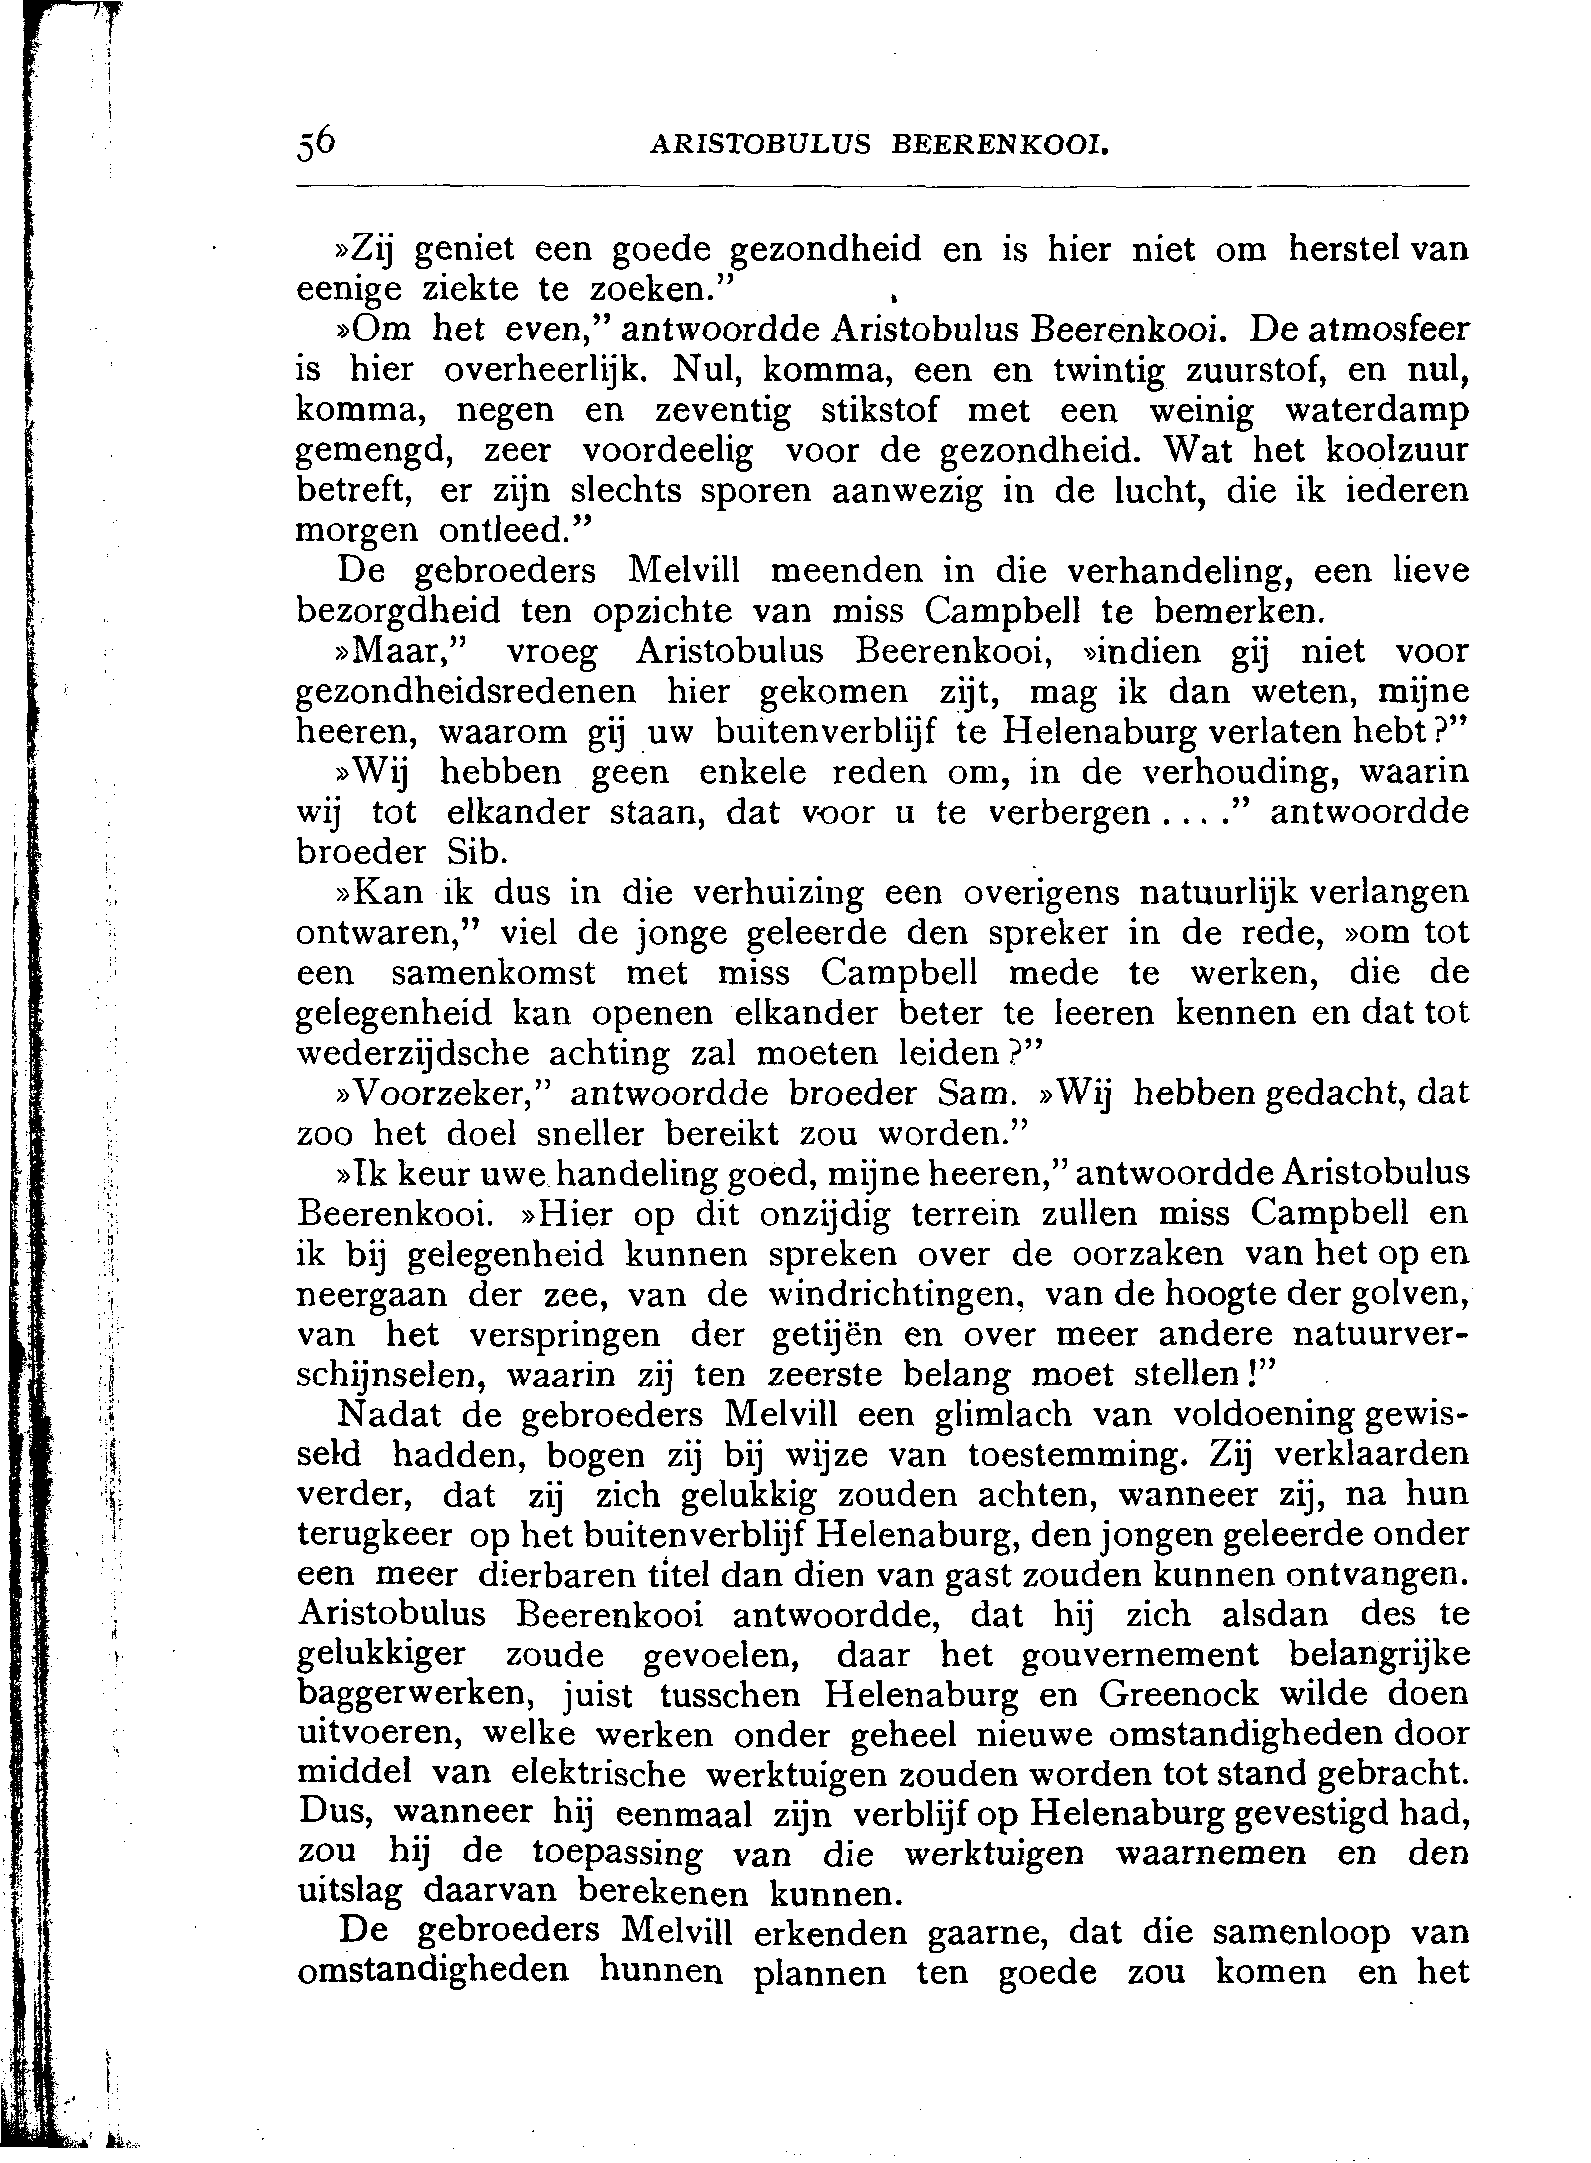 56 ARISTOBULUS BEERENKOOI.
»Zij geniet een goede gezondheid en is hier niet om herstel van
eenige ziekte te zoeken.”
»Om het even,” antwoordde Aristobulus Beerenkooi. De atmosfeer
is hier overheerlijk. Nul, komma, een en twintig zuurstof, en nul,
komma, negen en zeventig stikstof met een weinig waterdamp
gemengd, zeer voordeelig voor de gezondheid. Wat het koolzuur
betreft, er zijn slechts sporen aanwezig in de lucht, die ik iederen
morgen ontleed.”
De gebroeders Melvill meenden in die verhandeling, een lieve
bezorgdheid ten opzichte van miss Campbell te bemerken.
»Maar,” vroeg Aristobulus Beerenkooi, »indien gij niet voor
gezondheidsredenen hier gekomen zijt, mag ik dan weten, mijne
heeren, waarom gij uw buitenverblijf te Helenaburg verlaten hebt?”
»Wij hebben geen enkele reden om, in de verhouding, waarin
wij tot elkander staan, dat voor u te verbergen....” antwoordde
broeder Sib.
»Kan ik dus in die verhuizing een overigens natuurlijk verlangen
ontwaren,” viel de jonge geleerde den spreker in de rede, »om tot
een samenkomst met miss Campbell mede te werken, die de
gelegenheid kan openen elkander beter te leeren kennen en dat tot
wederzijdsche achting zal moeten leiden?”
»Voorzeker,” antwoordde broeder Sam. »Wij hebben gedacht, dat
zoo het doel sneller bereikt zou worden.”
»Ik keur uwe handeling goed, mijne heeren,” antwoordde Aristobulus
Beerenkooi. »Hier op dit onzijdig terrein zullen miss Campbell en
ik bij gelegenheid kunnen spreken over de oorzaken van het op en
neergaan der zee, van de windrichtingen, van de hoogte der golven,
van het verspringen der getijën en over meer andere natuurver-
schijnselen, waarin zij ten zeerste belang moet stellen!”
Nadat de gebroeders Melvill een glimlach van voldoening gewis-
seld hadden, bogen zij bij wijze van toestemming. Zij verklaarden
verder, dat zij zich gelukkig zouden achten, wanneer zij, na hun
terugkeer op het buitenverblijf Helenaburg, den jongen geleerde onder
een meer dierbaren titel dan dien van gast zouden kunnen ontvangen.
Aristobulus Beerenkooi antwoordde, dat hij zich alsdan des te
gelukkiger zoude gevoelen, daar het gouvernement belangrijke
baggerwerken, juist tusschen Helenaburg en Greenock wilde doen
uitvoeren, welke werken onder geheel nieuwe omstandigheden door
middel van elektrische werktuigen zouden worden tot stand gebracht.
Dus, wanneer hij eenmaal zijn verblijf op Helenaburg gevestigd had,
zou hij de toepassing van die werktuigen waarnemen en den
uitslag daarvan berekenen kunnen.
De gebroeders Melvill erkenden gaarne, dat die samenloop van
omstandigheden hunnen plannen ten goede zou komen en het